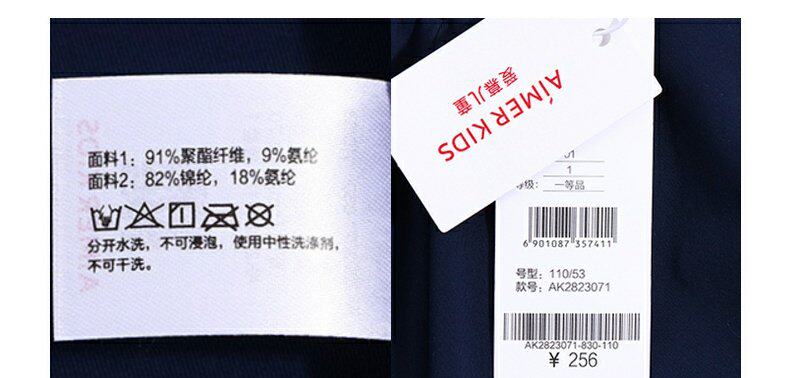 面料1：91%聚酯纤维，9%氨纶
面料2：82%锦纶，18%氨纶
分开水洗，不可浸泡，使用中性洗涤剂，
不可干洗。
AiMER KIDS
爱慕儿童
01
1
等级：一等品
6 901087 357411
号型：110/53
款号：AK2823071
AK2823071-830-110
¥ 256